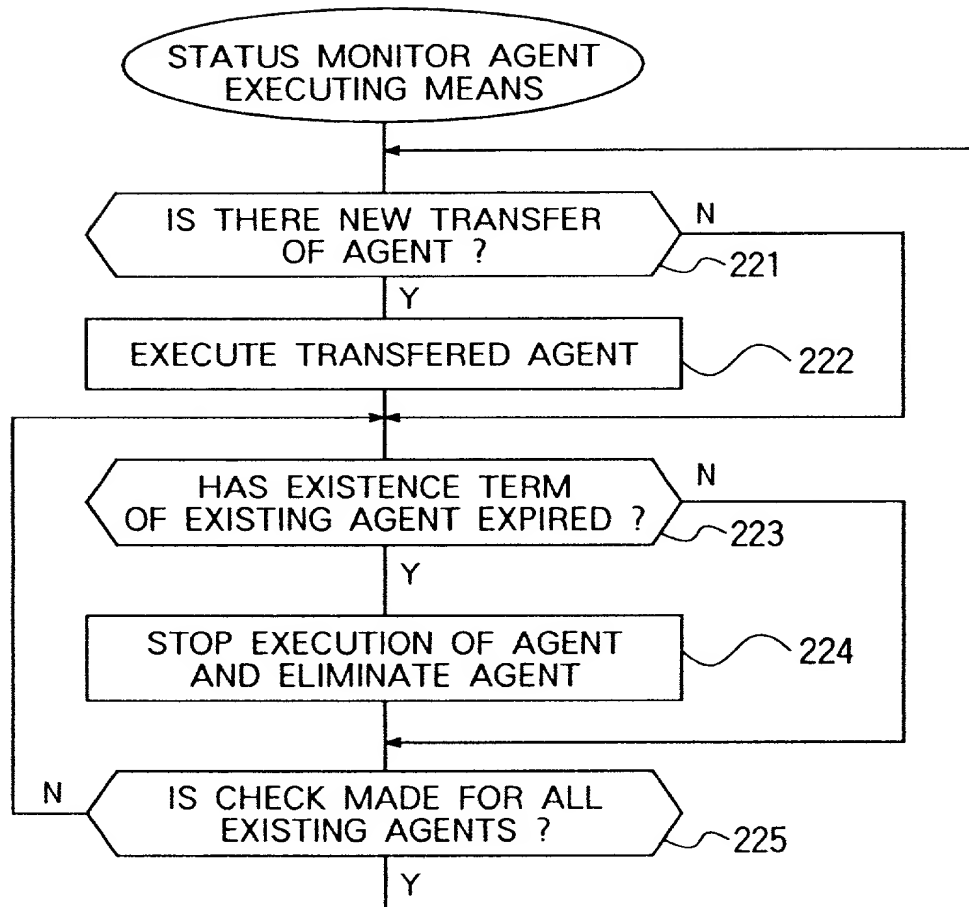 STATUS MONITOR AGENT
EXECUTING MEANS
IS THERE NEW TRANSFER
OF AGENT ?
N
221
Y
EXECUTE TRANSFERED AGENT
222
HAS EXISTENCE TERM
OF EXISTING AGENT EXPIRED ?
N
223
Y
STOP EXECUTION OF AGENT
AND ELIMINATE AGENT
224
N
IS CHECK MADE FOR ALL
EXISTING AGENTS ?
225
Y